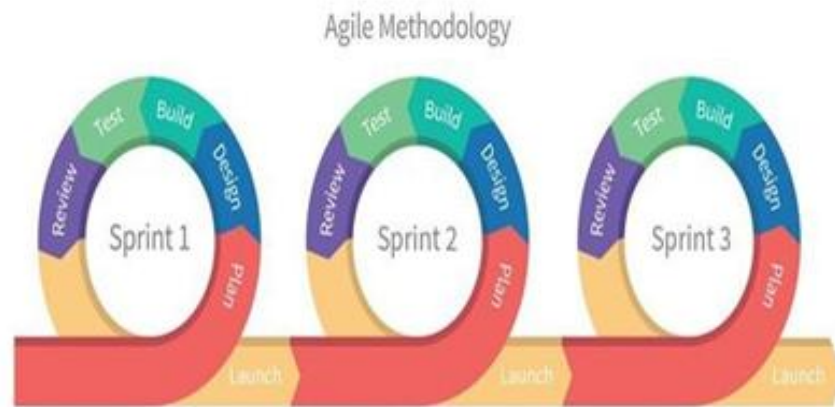 Agile Methodology
Sprint 1
Plan
Design
Build
Test
Review
Launch
Sprint 2
Plan
Design
Build
Test
Review
Launch
Sprint 3
Plan
Design
Build
Test
Review
Launch